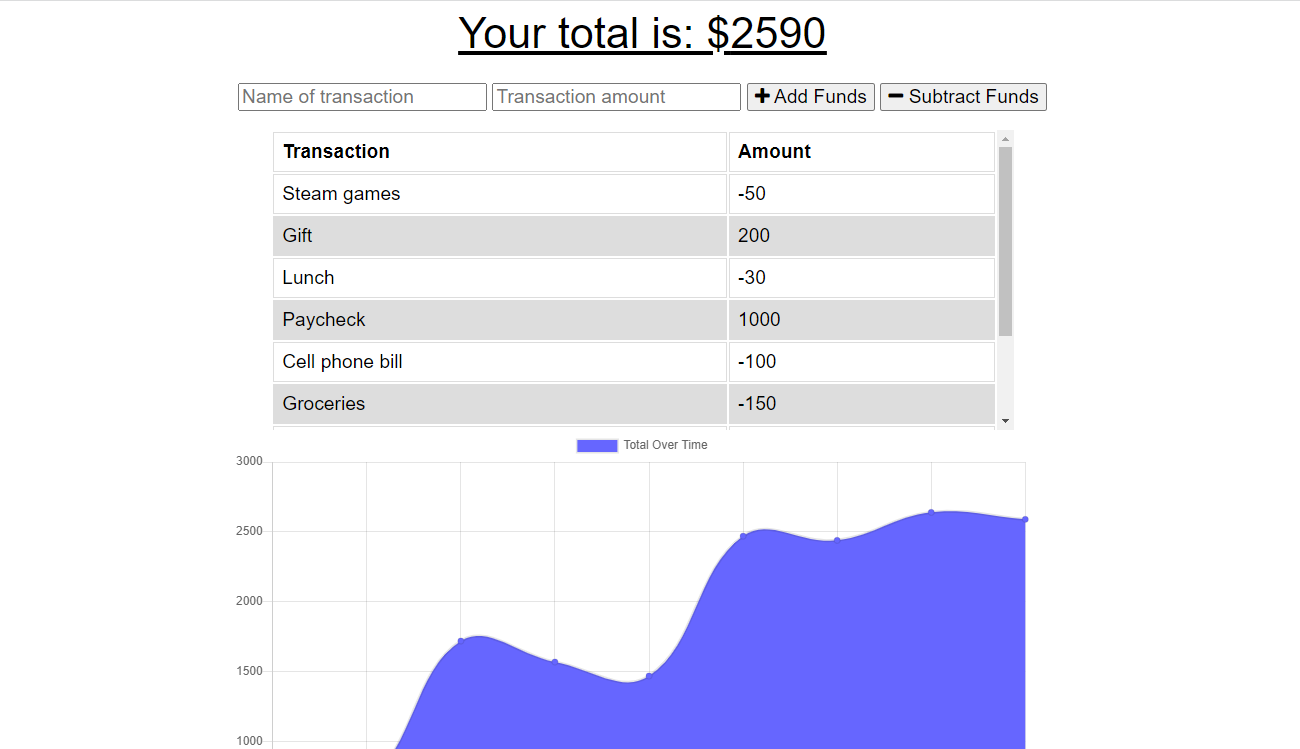 Your total is: $2590
Name of transaction Transaction amount Add Funds Subtract Funds
Transaction Amount
Steam games -50
Gift 200
Lunch -30
Paycheck 1000
Cell phone bill -100
Groceries -150
Total Over Time
3000
2500
2000
1500
1000